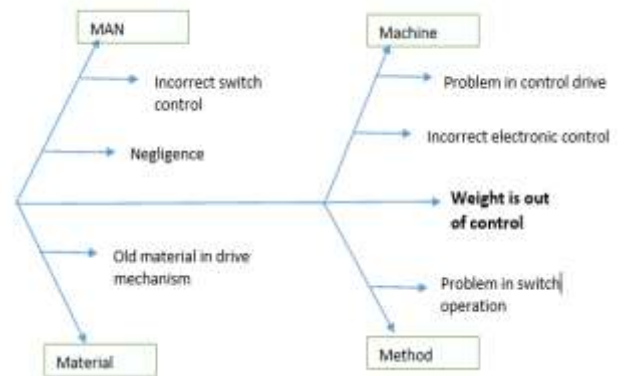 MAN
Machine
Incorrect switch
control
Problem in control drive
Negligence
Incorrect electronic control
Weight is out
of control
Old material in drive
mechanism
Problem in switch
operation
Material
Method